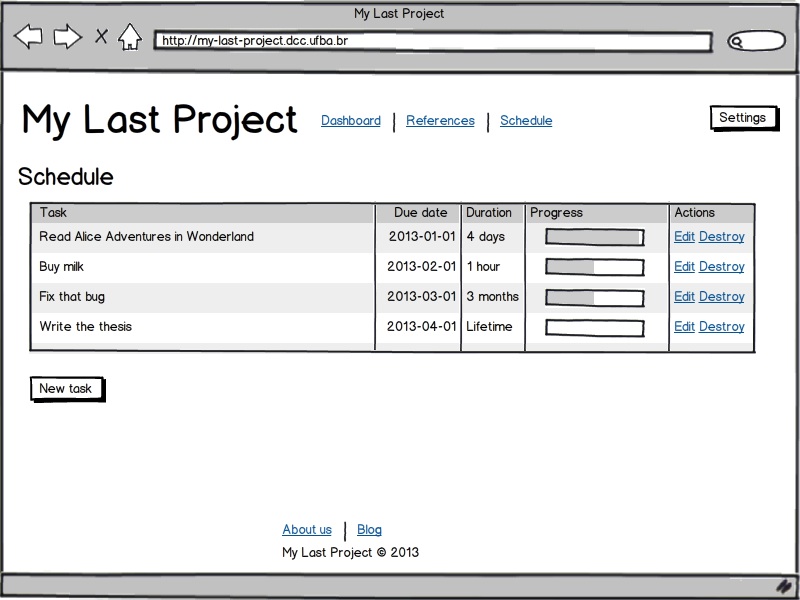 My Last Project
X http://my-last-project.dcc.ufba.br
My Last Project Dashboard | References | Schedule Settings
Schedule
Task Due date Duration Progress Actions
Read Alice Adventures in Wonderland 2013-01-01 4 days Edit Destroy
Buy milk 2013-02-01 1 hour Edit Destroy
Fix that bug 2013-03-01 3 months Edit Destroy
Write the thesis 2013-04-01 Lifetime Edit Destroy
New task
About us | Blog
My Last Project © 2013